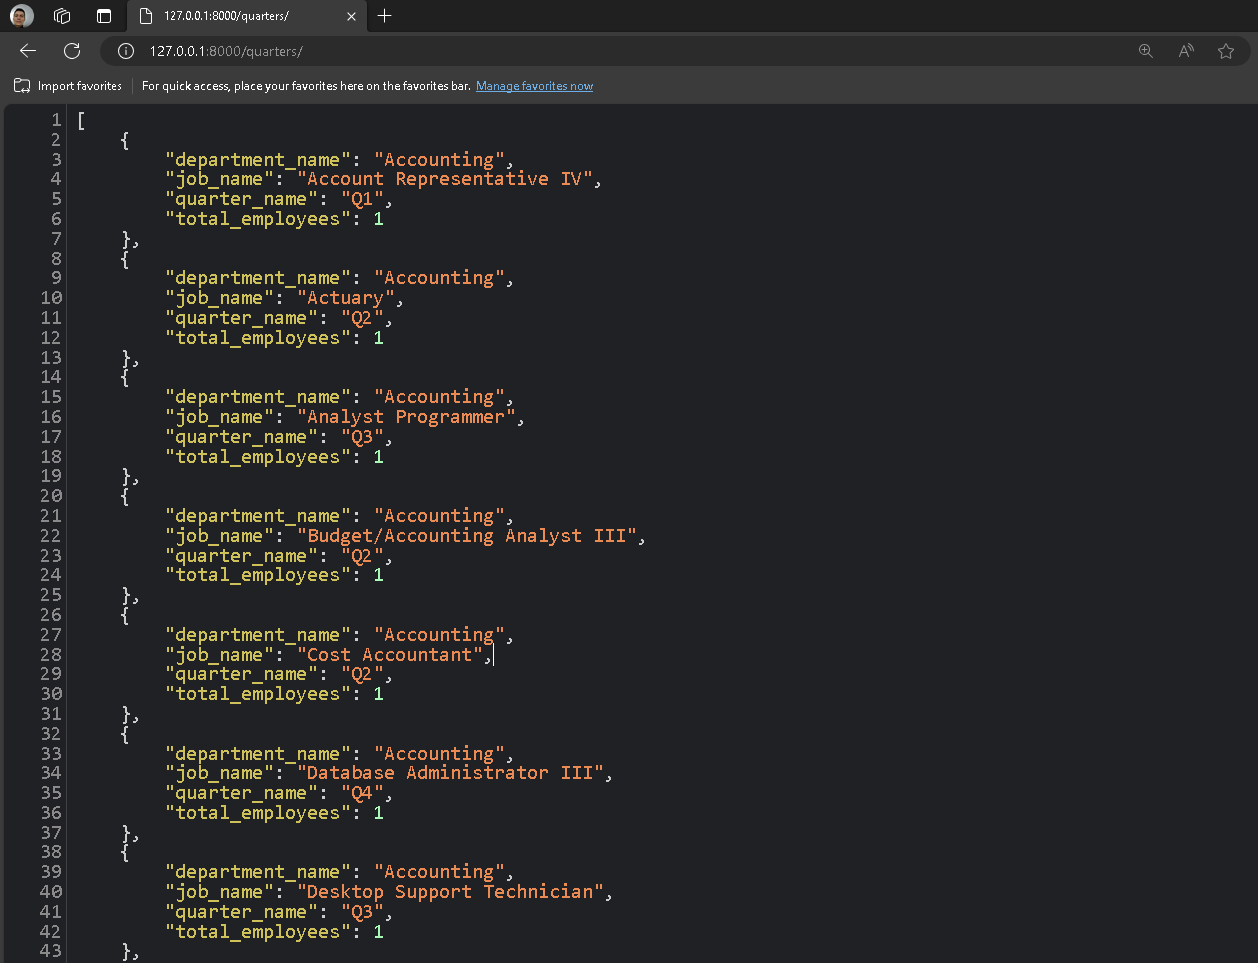 127.0.0.1:8000/quarters/
127.0.0.1:8000/quarters/
Import favorites For quick access, place your favorites here on the favorites bar. Manage favorites now
1 [
2 {
3 "department_name": "Accounting",
4 "job_name": "Account Representative IV",
5 "quarter_name": "Q1",
6 "total_employees": 1
7 },
8 {
9 "department_name": "Accounting",
10 "job_name": "Actuary",
11 "quarter_name": "Q2",
12 "total_employees": 1
13 },
14 {
15 "department_name": "Accounting",
16 "job_name": "Analyst Programmer",
17 "quarter_name": "Q3",
18 "total_employees": 1
19 },
20 {
21 "department_name": "Accounting",
22 "job_name": "Budget/Accounting Analyst III",
23 "quarter_name": "Q2",
24 "total_employees": 1
25 },
26 {
27 "department_name": "Accounting",
28 "job_name": "Cost Accountant",
29 "quarter_name": "Q2",
30 "total_employees": 1
31 },
32 {
33 "department_name": "Accounting",
34 "job_name": "Database Administrator III",
35 "quarter_name": "Q4",
36 "total_employees": 1
37 },
38 {
39 "department_name": "Accounting",
40 "job_name": "Desktop Support Technician",
41 "quarter_name": "Q3",
42 "total_employees": 1
43 },